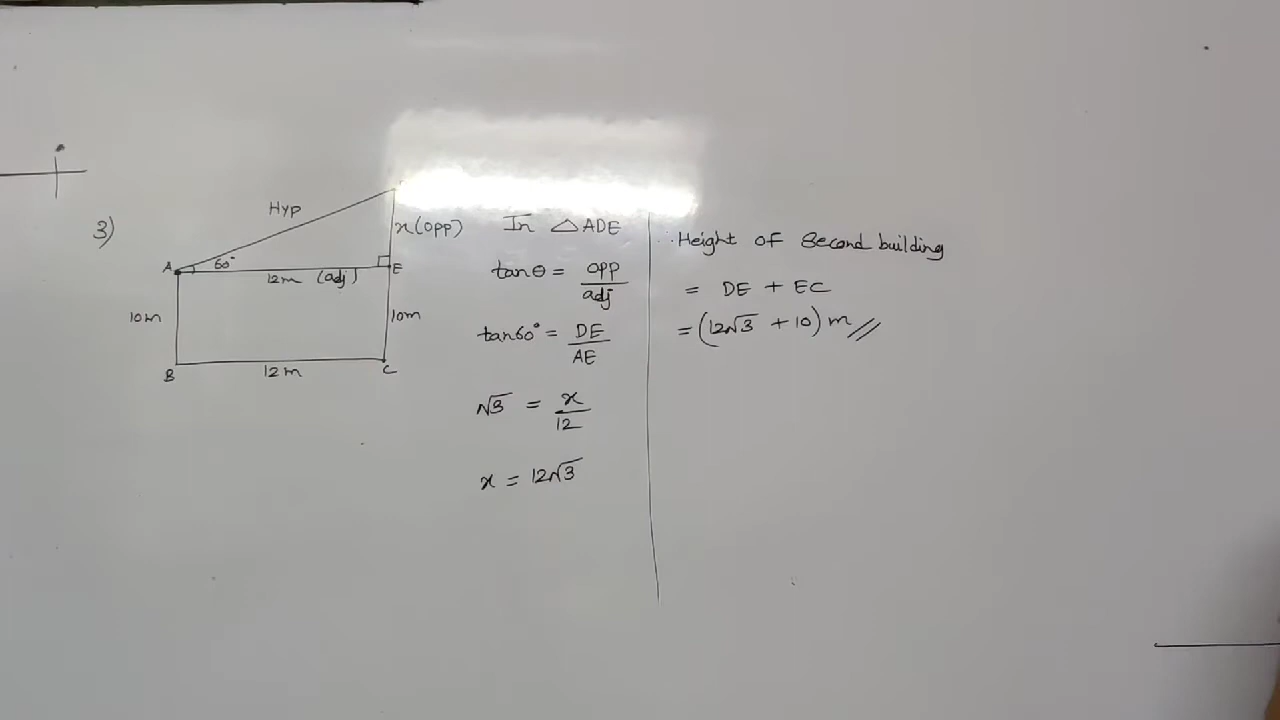 3)
Hyp
x(opp)
A 60°
12m (adj) E
10m
10m
B 12m C
In △ADE
tanθ = opp/adj
tan60° = DE/AE
√3 = x/12
x = 12√3
∴ Height of Second building
= DE + EC
= (12√3 + 10) m //